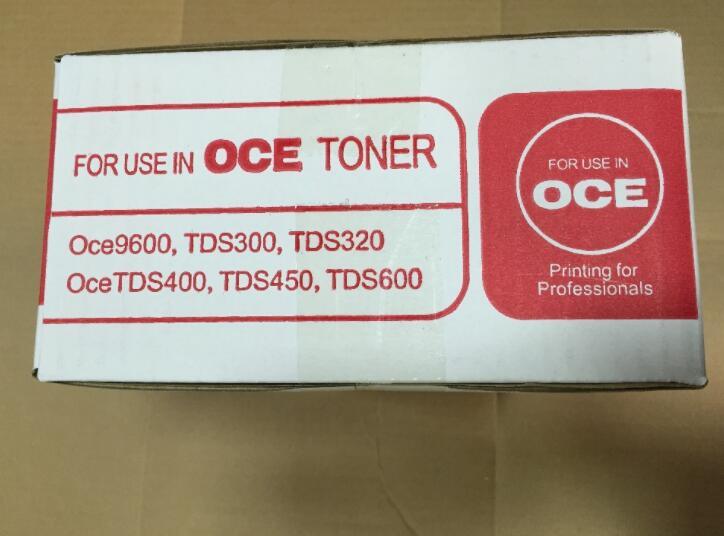 FOR USE IN OCE TONER
Oce9600, TDS300, TDS320
OceTDS400, TDS450, TDS600
FOR USE IN
OCE
Printing for
Professionals